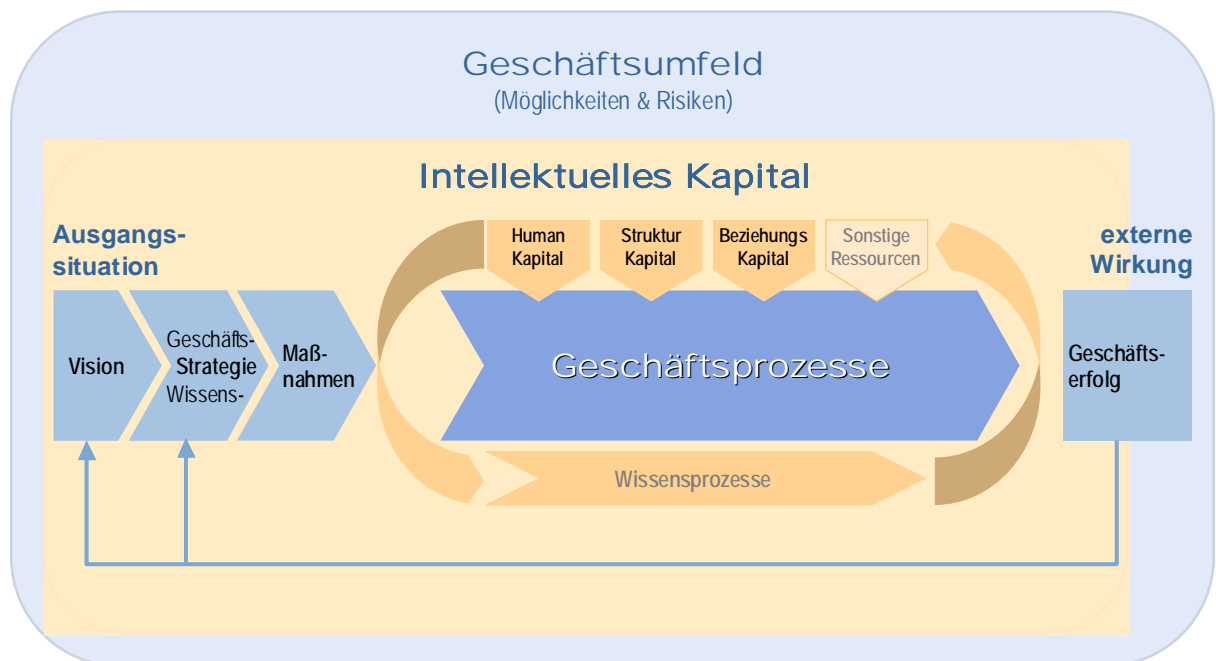 Geschäftsumfeld
(Möglichkeiten & Risiken)
Intellektuelles Kapital
Ausgangs-
situation
Human
Kapital
Struktur
Kapital
Beziehungs
Kapital
Sonstige
Ressourcen
externe
Wirkung
Vision
Geschäfts-
Strategie
Wissens-
Maß-
nahmen
Geschäftsprozesse
Geschäfts-
erfolg
Wissensprozesse